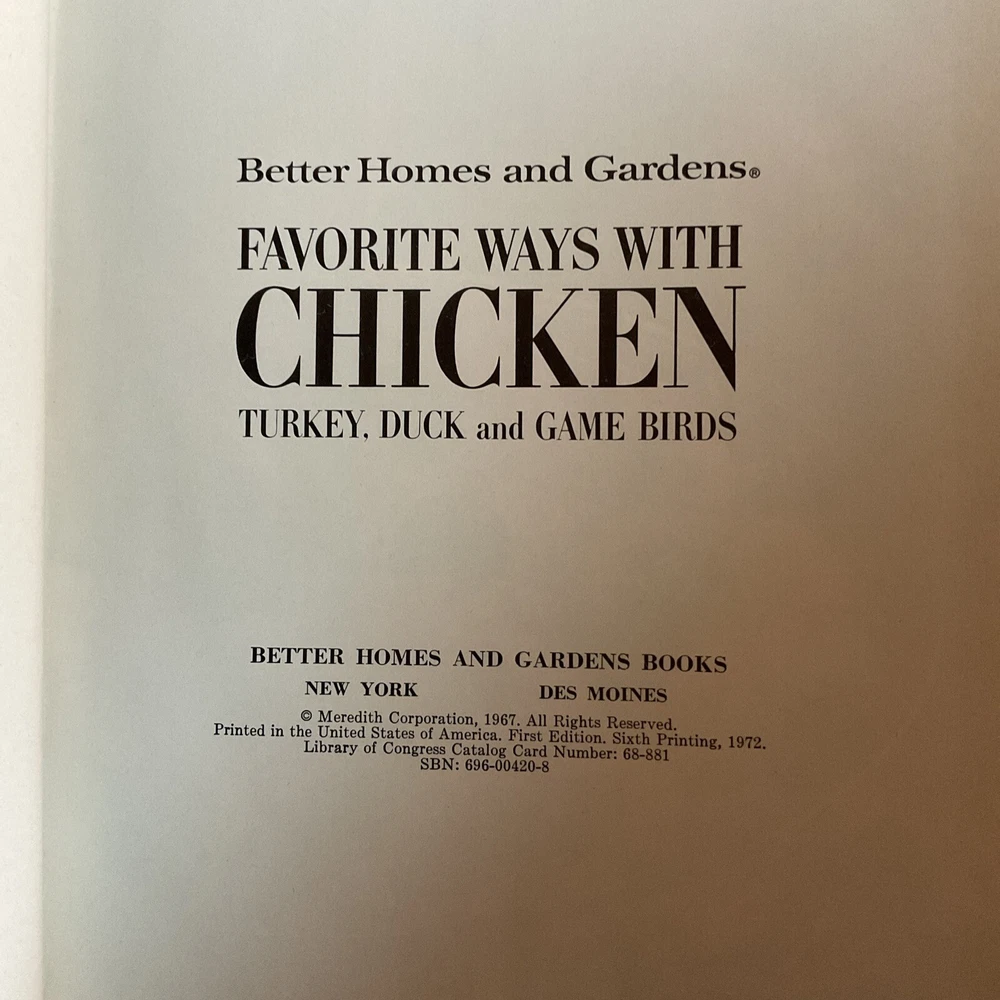 Better Homes and Gardens®
FAVORITE WAYS WITH
CHICKEN
TURKEY, DUCK and GAME BIRDS
BETTER HOMES AND GARDENS BOOKS
NEW YORK DES MOINES
© Meredith Corporation, 1967. All Rights Reserved.
Printed in the United States of America. First Edition. Sixth Printing, 1972.
Library of Congress Catalog Card Number: 68-881
SBN: 696-00420-8